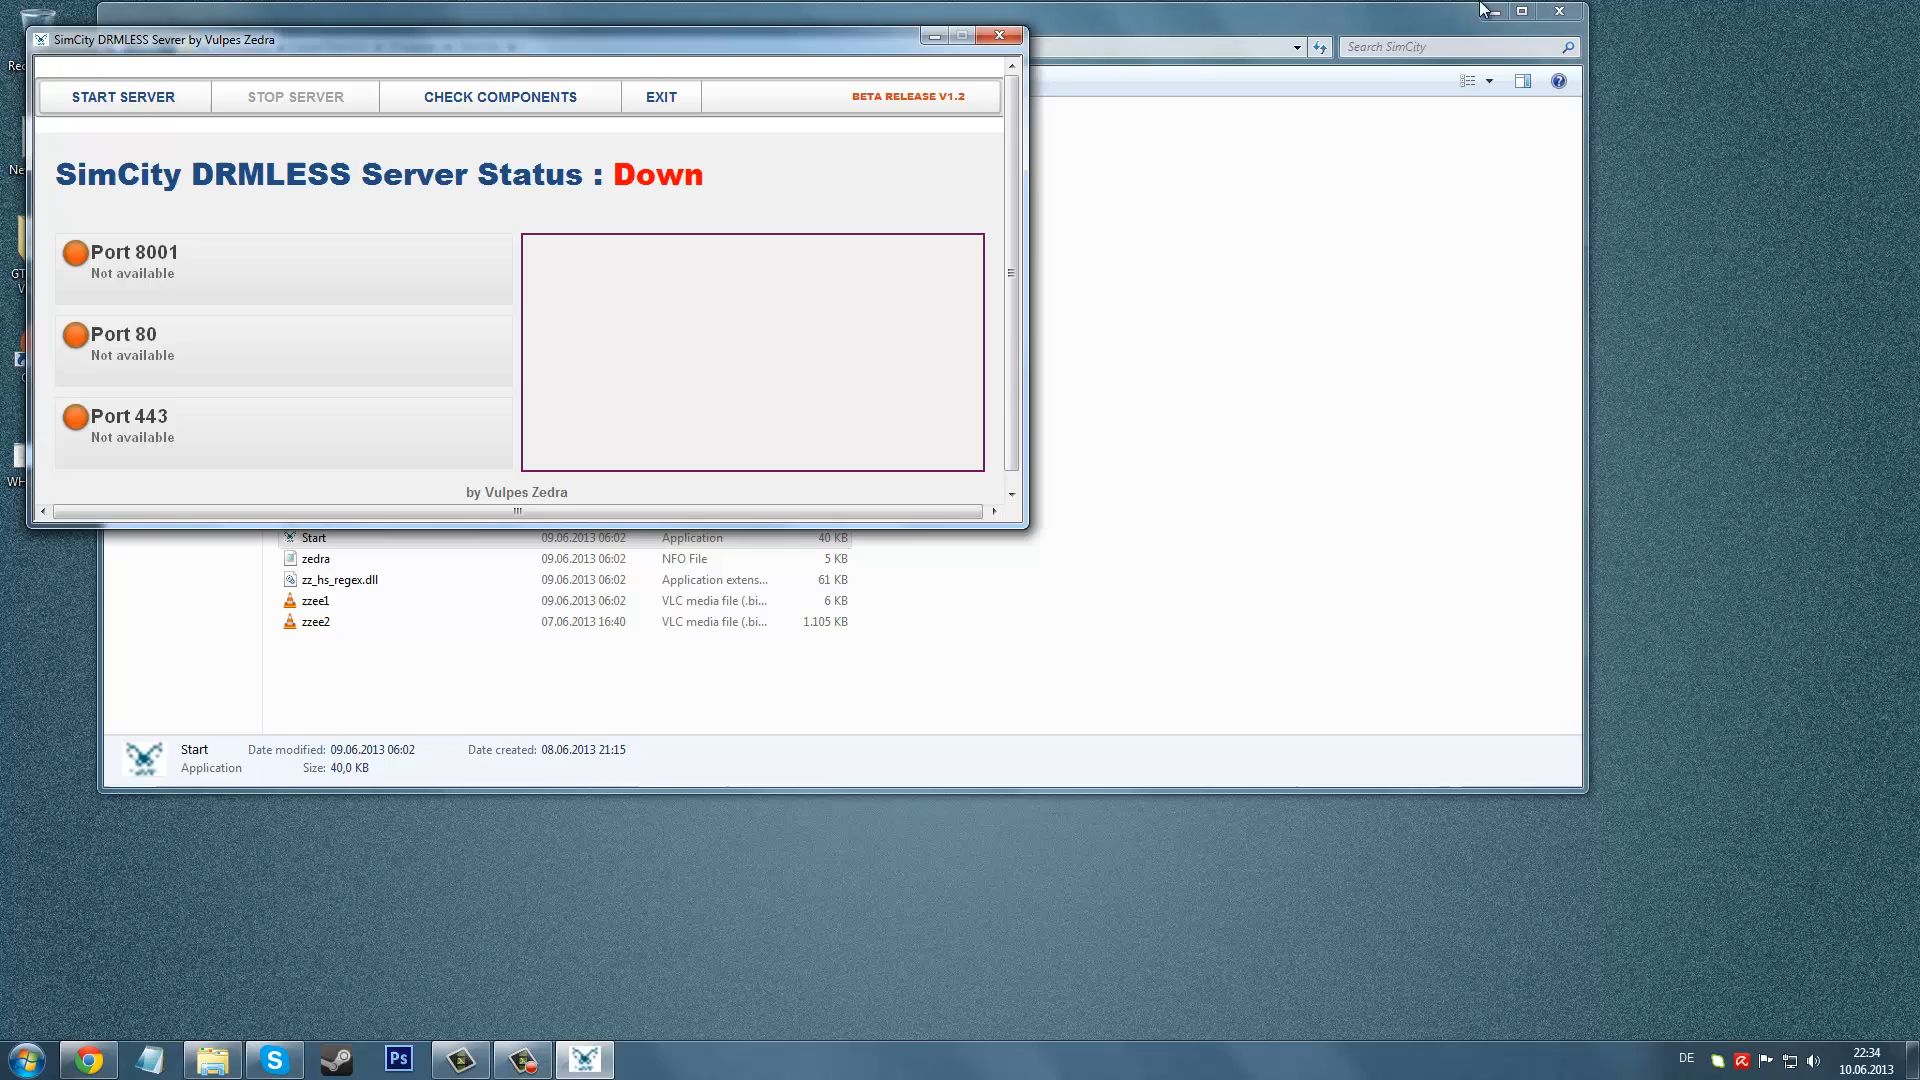 SimCity DRMLESS Sevrer by Vulpes Zedra
Search SimCity
START SERVER STOP SERVER CHECK COMPONENTS EXIT BETA RELEASE V1.2
SimCity DRMLESS Server Status : Down
Port 8001
Not available
Port 80
Not available
Port 443
Not available
by Vulpes Zedra
Start 09.06.2013 06:02 Application 40 KB
zedra 09.06.2013 06:02 NFO File 5 KB
zz_hs_regex.dll 09.06.2013 06:02 Application extens... 61 KB
zzee1 09.06.2013 06:02 VLC media file (.bi... 6 KB
zzee2 07.06.2013 16:40 VLC media file (.bi... 1.105 KB
Start Date modified: 09.06.2013 06:02 Date created: 08.06.2013 21:15
Application Size: 40,0 KB
Ps
DE
22:34
10.06.2013